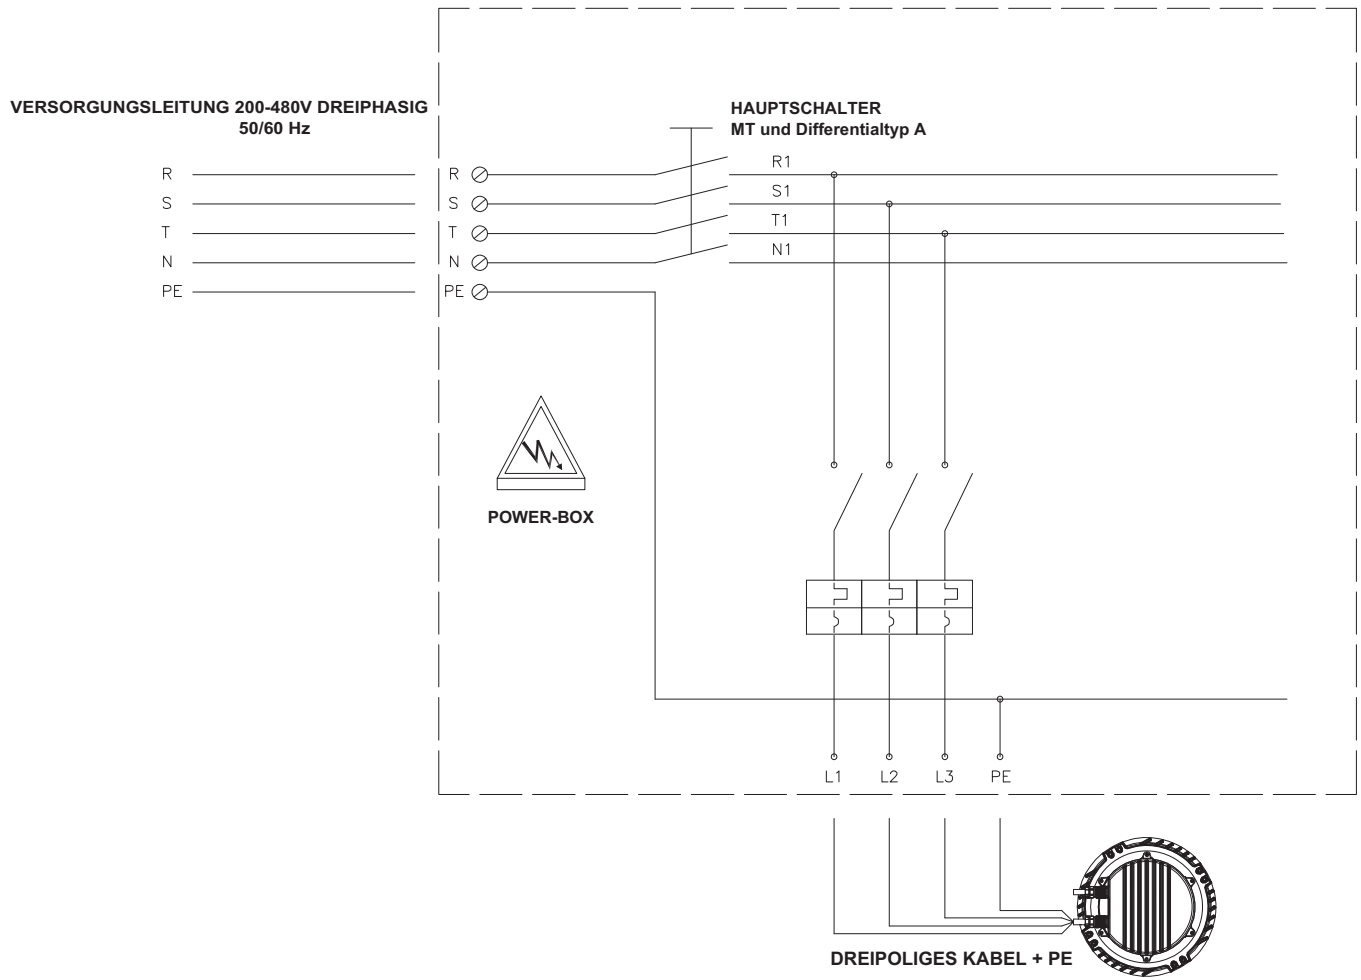 VERSORGUNGSLEITUNG 200-480V DREIPHASIG
50/60 Hz
HAUPTSCHALTER
MT und Differentialtyp A
R R R1
S S S1
T T T1
N N N1
PE PE
POWER-BOX
L1 L2 L3 PE
DREIPOLIGES KABEL + PE